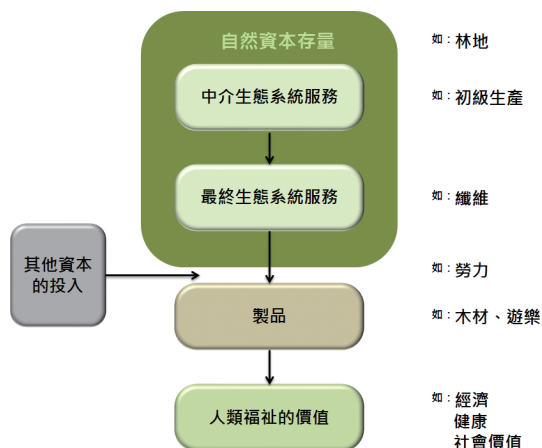 自然資本存量
如：林地
中介生態系統服務
如：初級生產
最終生態系統服務
如：纖維
其他資本
的投入
如：勞力
製品
如：木材、遊樂
人類福祉的價值
如：經濟
健康
社會價值